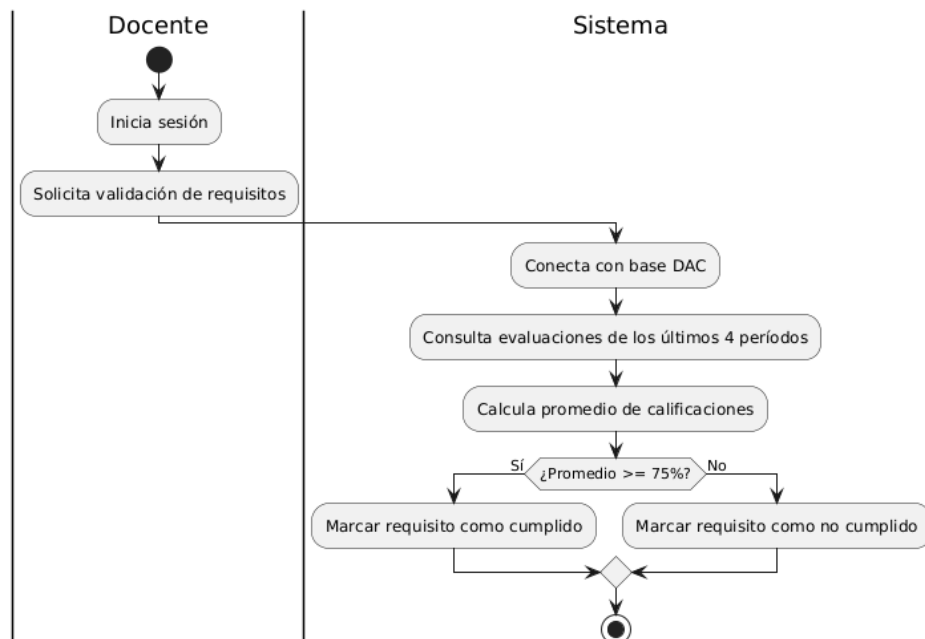 Docente
Sistema
Inicia sesión
Solicita validación de requisitos
Conecta con base DAC
Consulta evaluaciones de los últimos 4 períodos
Calcula promedio de calificaciones
Sí
¿Promedio >= 75%?
No
Marcar requisito como cumplido
Marcar requisito como no cumplido